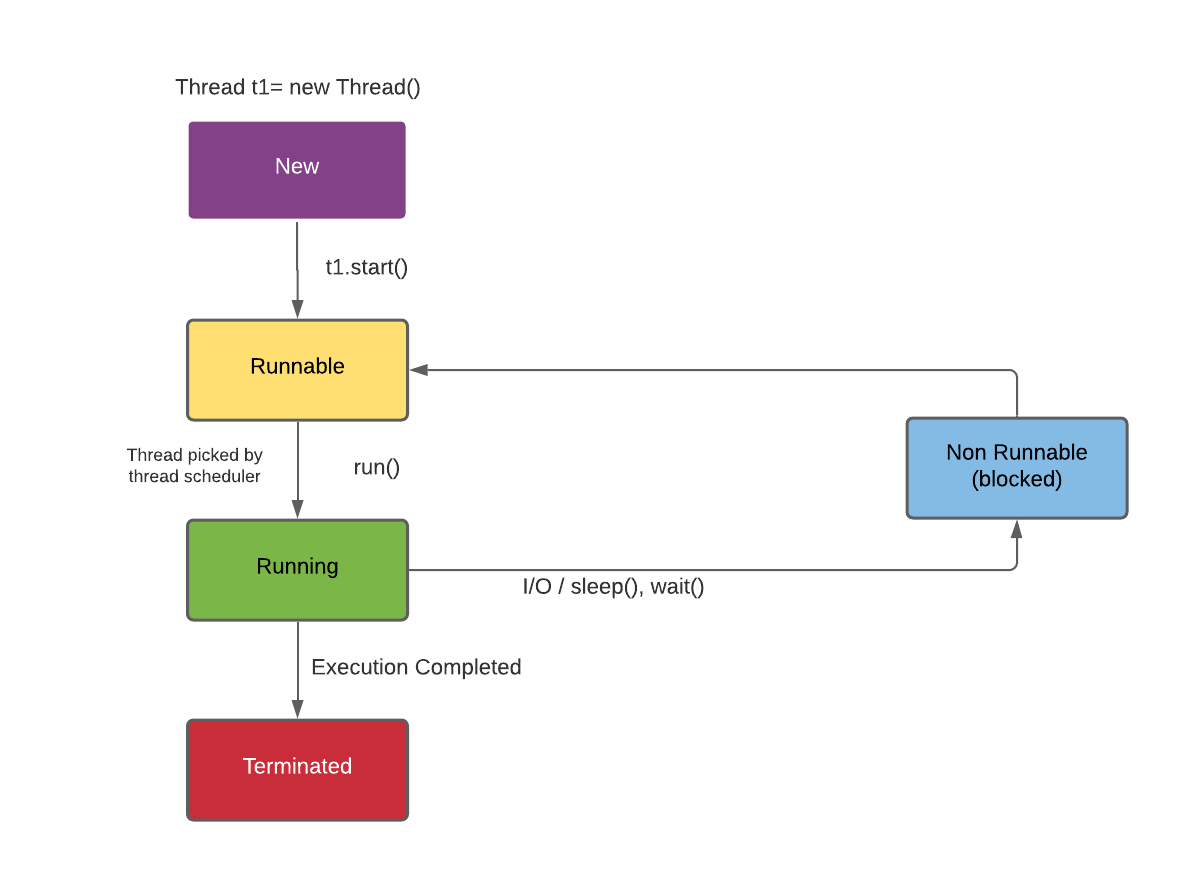 Thread t1= new Thread()
New
t1.start()
Runnable
Thread picked by
thread scheduler
run()
Non Runnable
(blocked)
Running
I/O / sleep(), wait()
Execution Completed
Terminated